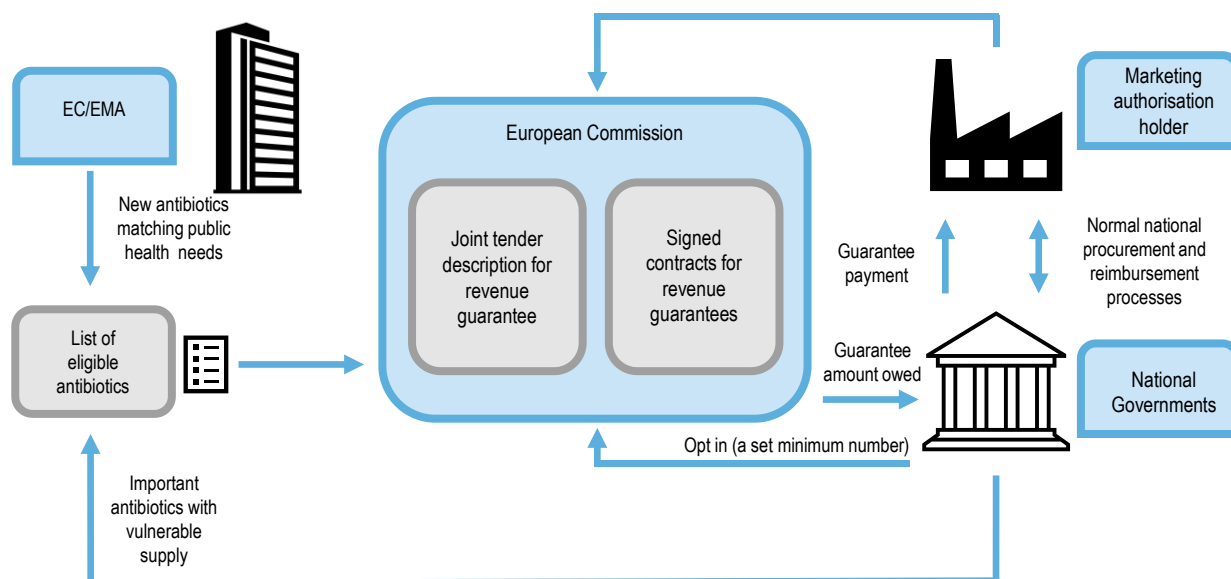 EC/EMA
New antibiotics
matching public
health needs
List of
eligible
antibiotics
Important
antibiotics with
vulnerable
supply
European Commission
Joint tender
description for
revenue
guarantee
Signed
contracts for
revenue
guarantees
Marketing
authorisation
holder
Guarantee
payment
Normal national
procurement and
reimbursement
processes
Guarantee
amount owed
National
Governments
Opt in (a set minimum number)